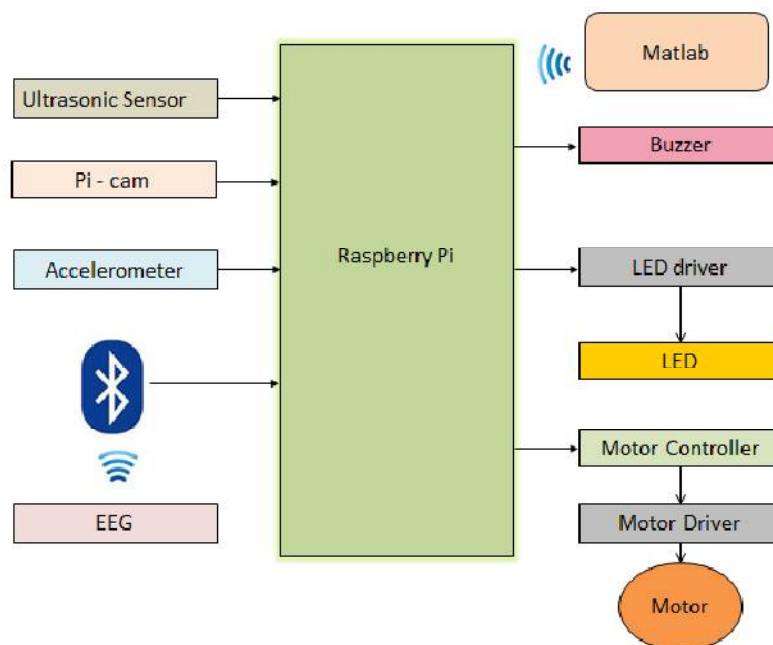 Matlab
Ultrasonic Sensor
Buzzer
Pi - cam
Raspberry Pi
Accelerometer
LED driver
LED
Motor Controller
EEG
Motor Driver
Motor